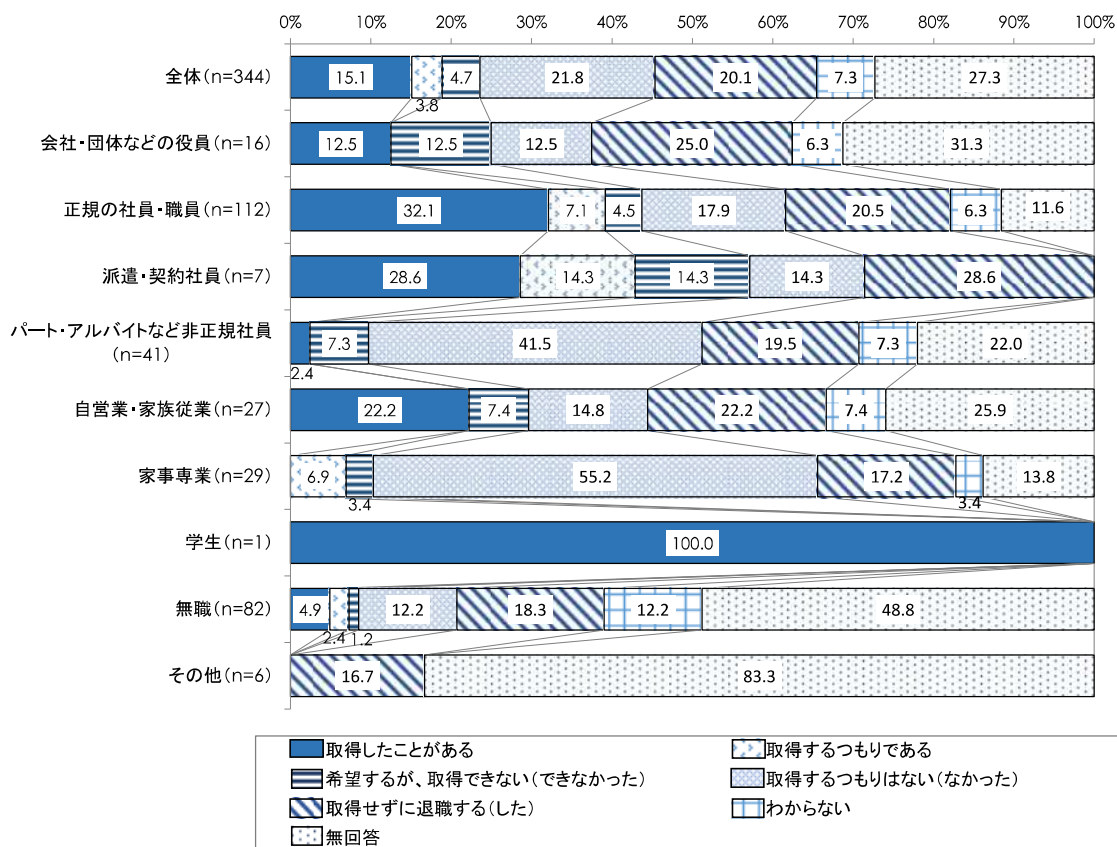 0% 10% 20% 30% 40% 50% 60% 70% 80% 90% 100%
全体(n=344) 15.1 3.8 4.7 21.8 20.1 7.3 27.3
会社・団体などの役員(n=16) 12.5 12.5 12.5 25.0 6.3 31.3
正規の社員・職員(n=112) 32.1 7.1 4.5 17.9 20.5 6.3 11.6
派遣・契約社員(n=7) 28.6 14.3 14.3 14.3 28.6
パート・アルバイトなど非正規社員
(n=41) 2.4 7.3 41.5 19.5 7.3 22.0
自営業・家族従業(n=27) 22.2 7.4 14.8 22.2 7.4 25.9
家事専業(n=29) 6.9 3.4 55.2 17.2 3.4 13.8
学生(n=1) 100.0
無職(n=82) 4.9 2.4 1.2 12.2 18.3 12.2 48.8
その他(n=6) 16.7 83.3
取得したことがある 取得するつもりである
希望するが、取得できない(できなかった) 取得するつもりはない(なかった)
取得せずに退職する(した) わからない
無回答